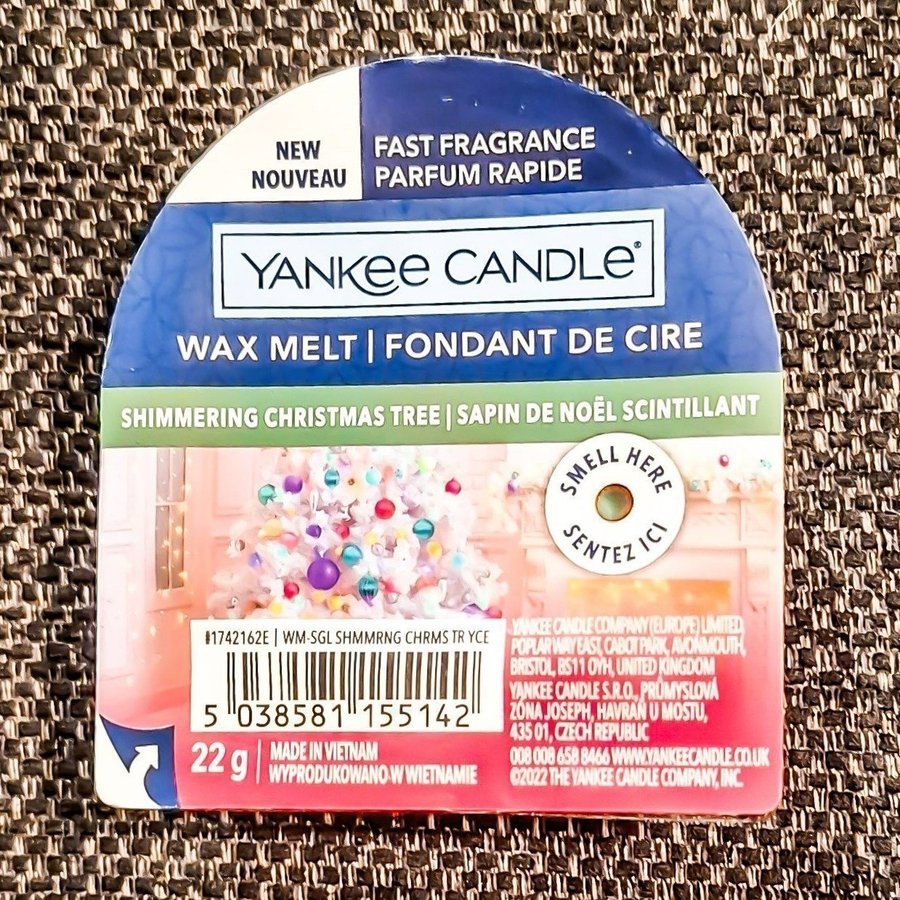 NEW
NOUVEAU
FAST FRAGRANCE
PARFUM RAPIDE
YANKEE CANDLE®
WAX MELT | FONDANT DE CIRE
SHIMMERING CHRISTMAS TREE | SAPIN DE NOËL SCINTILLANT
SMELL HERE
SENTEZ ICI
#1742162E | WM-SGL SHMMRNG CHRMS TR YCE
5 038581 155142
22 g
MADE IN VIETNAM
WYPRODUKOWANO W WIETNAMIE
YANKEE CANDLE COMPANY (EUROPE) LIMITED,
POPLAR WAY EAST, CABOT PARK, AVONMOUTH,
BRISTOL, BS11 0YH, UNITED KINGDOM
YANKEE CANDLE S.R.O., PRŮMYSLOVÁ
ZÓNA JOSEPH, HAVRAŇ U MOSTU,
435 01, CZECH REPUBLIC
008 008 658 8466 WWW.YANKEECANDLE.CO.UK
©2022 THE YANKEE CANDLE COMPANY, INC.